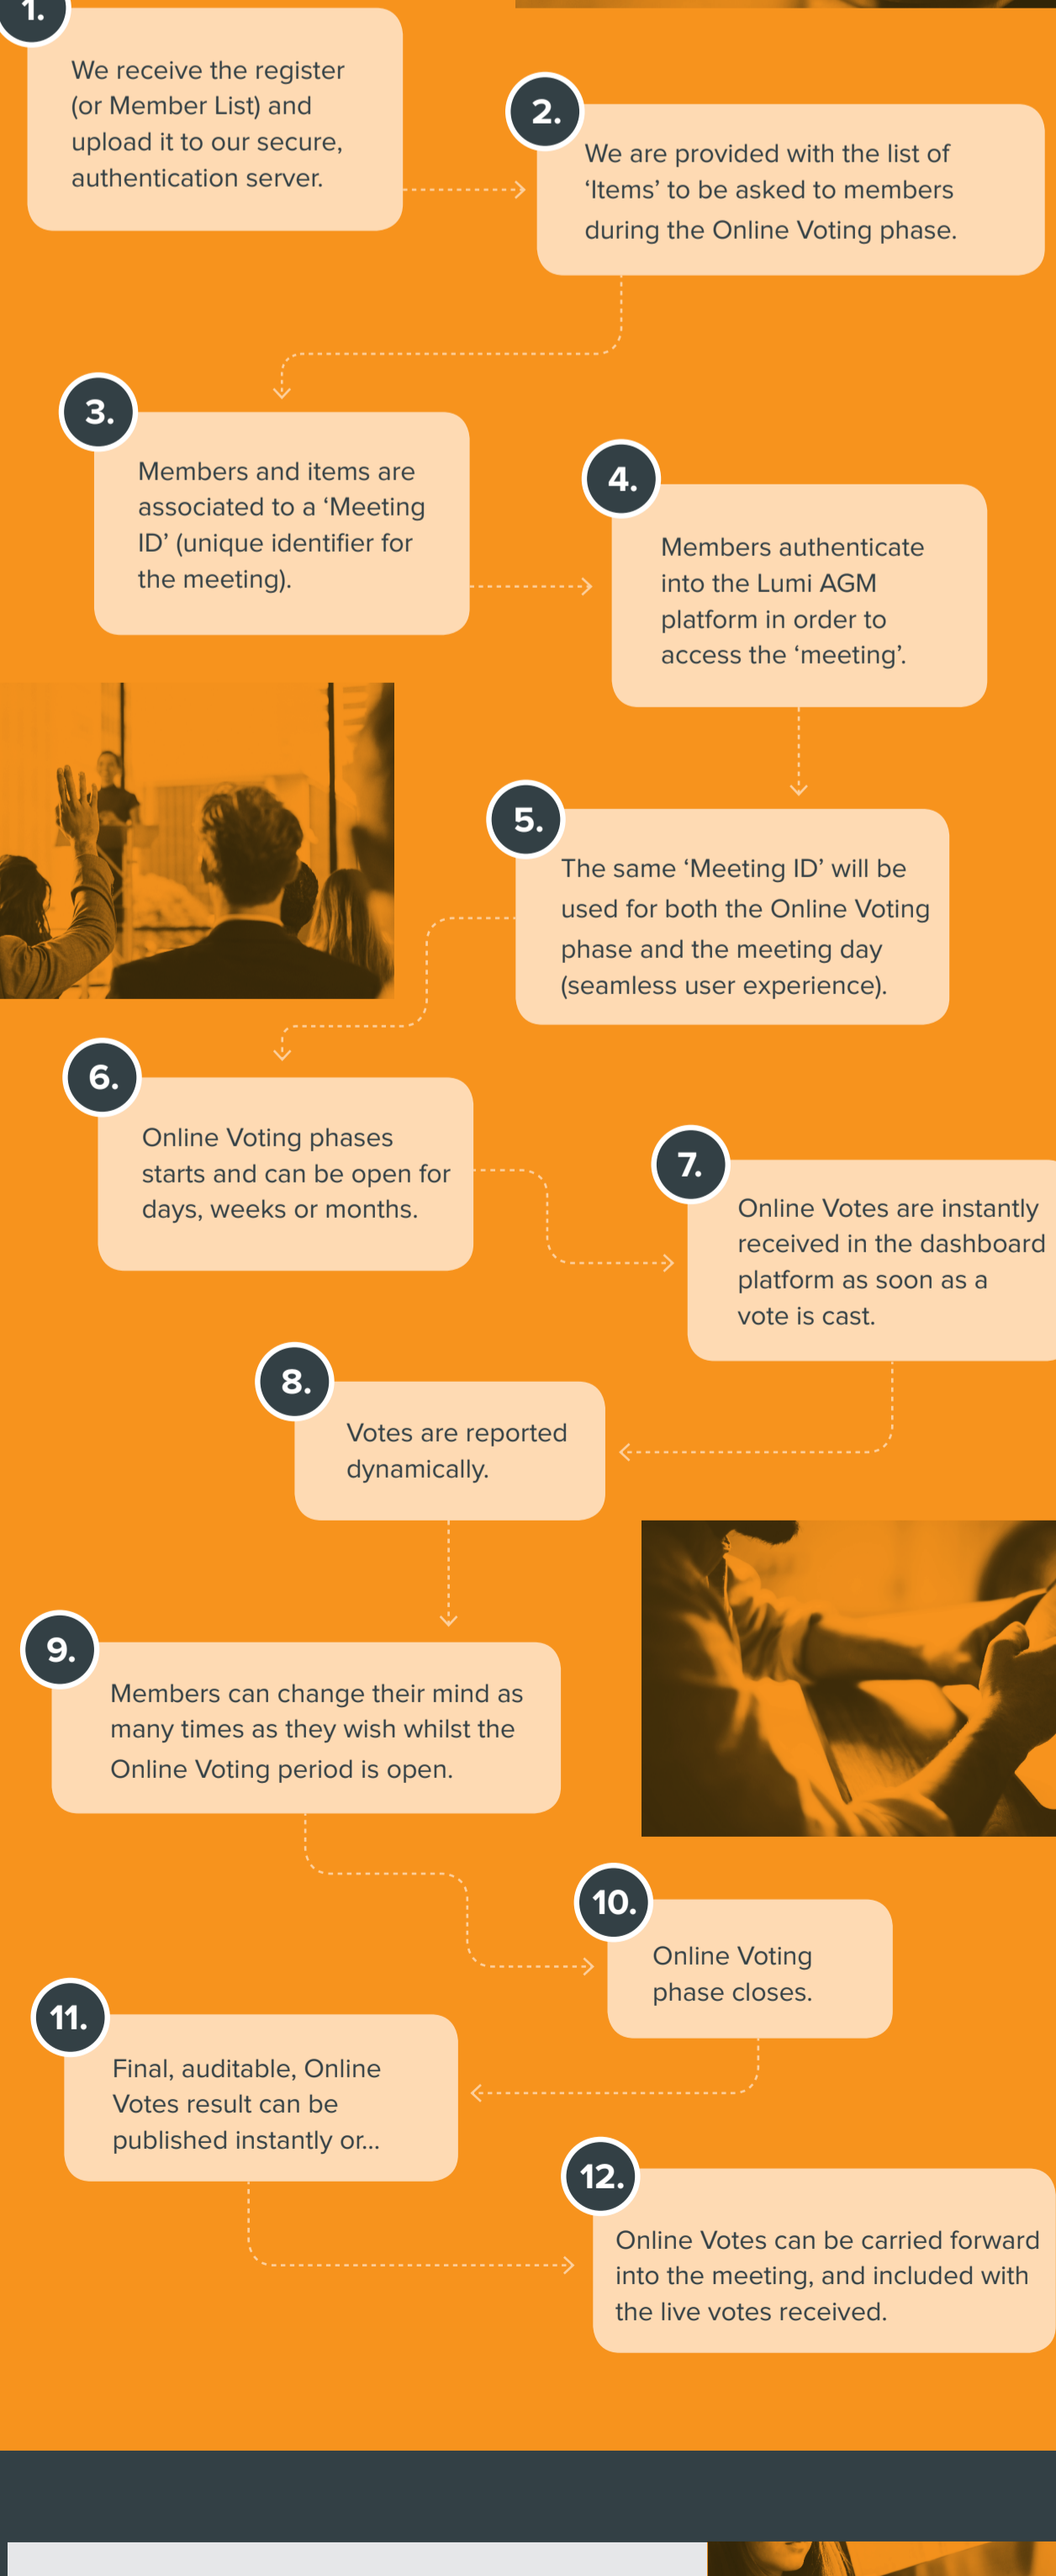 1.
We receive the register
(or Member List) and
upload it to our secure,
authentication server.
2.
We are provided with the list of
‘Items’ to be asked to members
during the Online Voting phase.
3.
Members and items are
associated to a ‘Meeting
ID’ (unique identifier for
the meeting).
4.
Members authenticate
into the Lumi AGM
platform in order to
access the ‘meeting’.
5.
The same ‘Meeting ID’ will be
used for both the Online Voting
phase and the meeting day
(seamless user experience).
6.
Online Voting phases
starts and can be open for
days, weeks or months.
7.
Online Votes are instantly
received in the dashboard
platform as soon as a
vote is cast.
8.
Votes are reported
dynamically.
9.
Members can change their mind as
many times as they wish whilst the
Online Voting period is open.
10.
Online Voting
phase closes.
11.
Final, auditable, Online
Votes result can be
published instantly or...
12.
Online Votes can be carried forward
into the meeting, and included with
the live votes received.